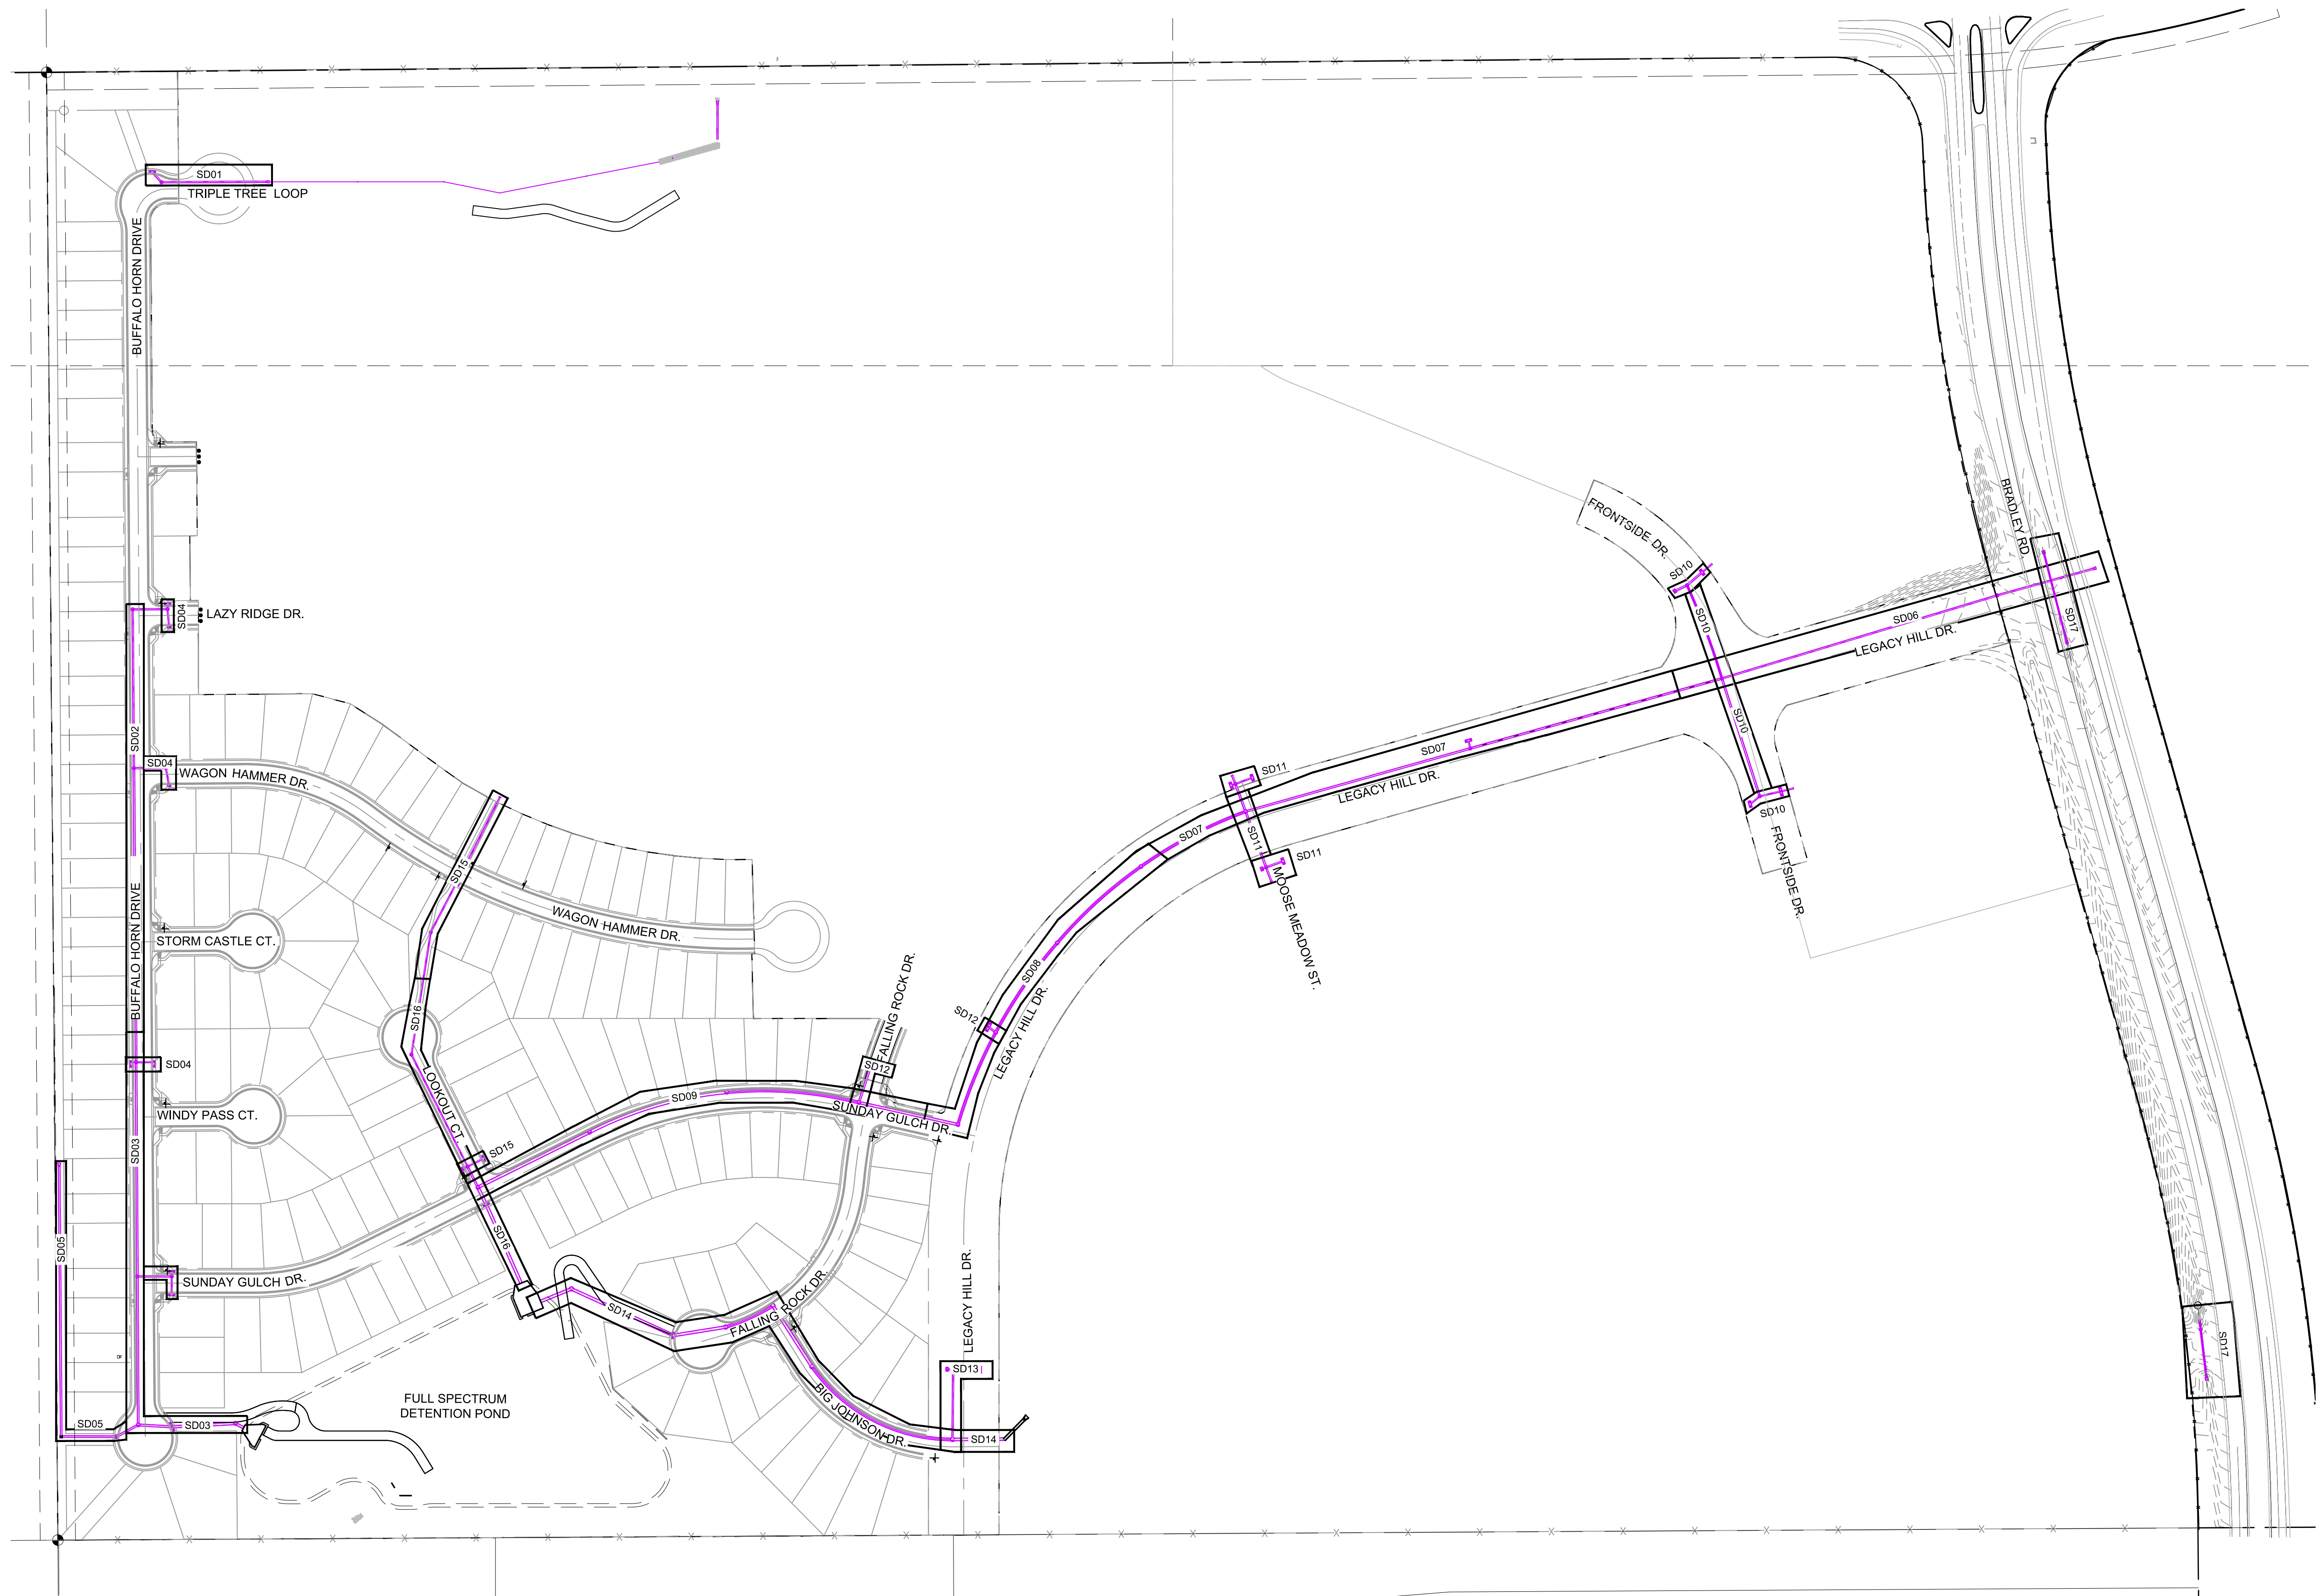 SD01
TRIPLE TREE LOOP
BUFFALO HORN DRIVE
FRONTSIDE DR.
BRADLEY RD.
SD10
SD04
LAZY RIDGE DR.
SD10
SD06
SD17
LEGACY HILL DR.
SD02
SD10
SD07
SD04
WAGON HAMMER DR.
SD11
LEGACY HILL DR.
SD10
SD07
SD11
SD11
FRONTSIDE DR.
MOOSE MEADOW ST.
SD15
BUFFALO HORN DRIVE
WAGON HAMMER DR.
STORM CASTLE CT.
SD08
FALLING ROCK DR.
SD16
SD12
LEGACY HILL DR.
SD04
SD12
LOOKOUT CT.
SD09
SUNDAY GULCH DR.
WINDY PASS CT.
SD03
SD15
SD05
SD16
SUNDAY GULCH DR.
LEGACY HILL DR.
SD14
FALLING ROCK DR.
SD17
SD13
BIG JOHNSON DR.
FULL SPECTRUM
DETENTION POND
SD05
SD03
SD14